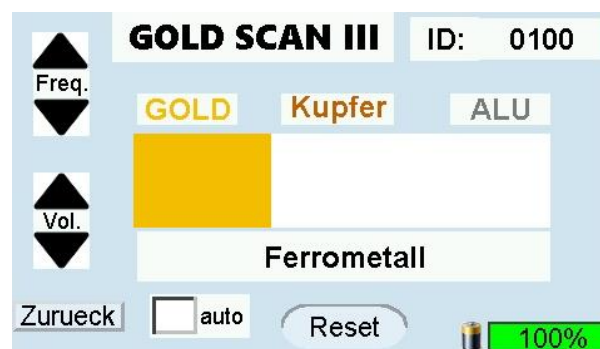 GOLD SCAN III ID: 0100
Freq.
GOLD Kupfer ALU
Vol.
Ferrometall
Zurueck auto Reset 100%